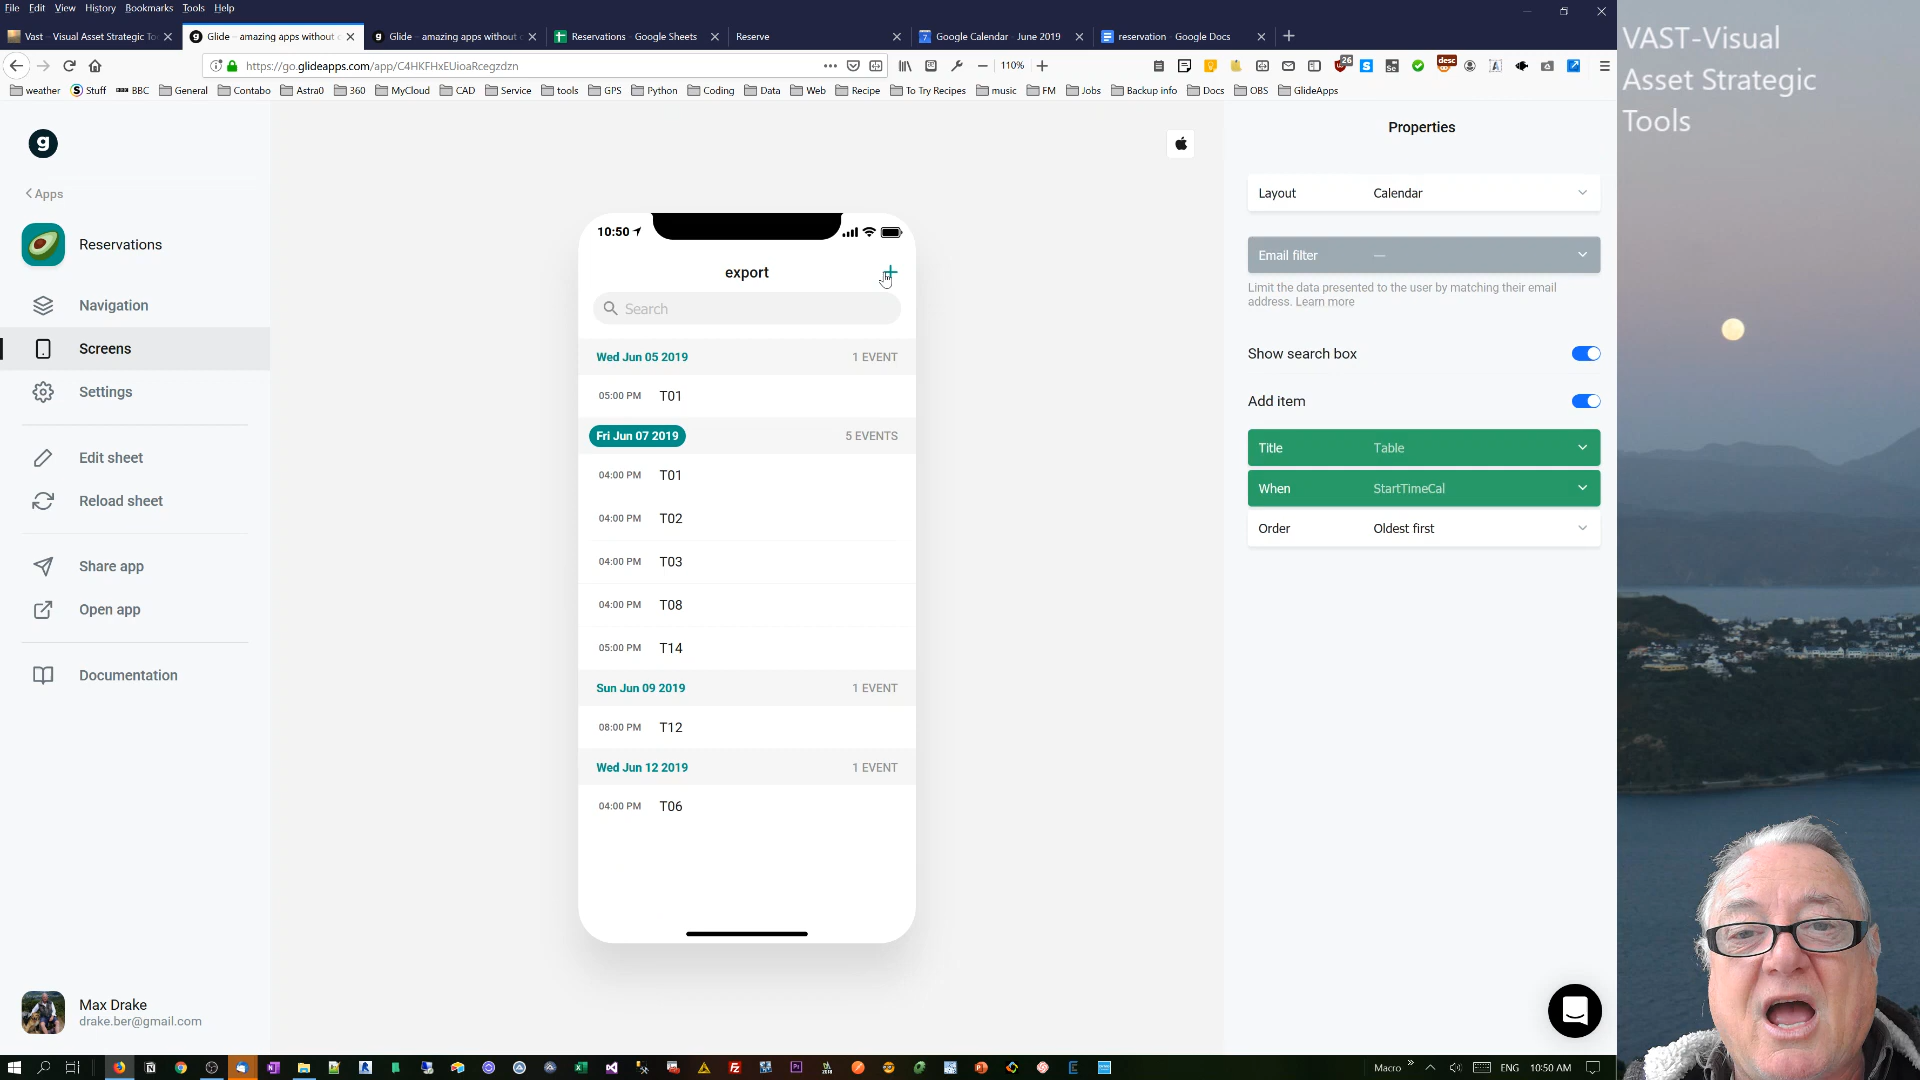 File Edit View History Bookmarks Tools Help
Vast - Visual Asset Strategic To
Glide – amazing apps without c
Glide – amazing apps without c
Reservations - Google Sheets
Reserve
Google Calendar - June 2019
reservation - Google Docs
https://go.glideapps.com/app/C4HKFHxEUioaRcegzdzn
110%
26
desc
weather Stuff BBC General Contabo Astra0 360 MyCloud CAD Service tools GPS Python Coding Data Web Recipe To Try Recipes music FM Jobs Backup info Docs OBS GlideApps
VAST-Visual
Asset Strategic
Tools
g
Apps
Reservations
Navigation
Screens
Settings
Edit sheet
Reload sheet
Share app
Open app
Documentation
Max Drake
drake.ber@gmail.com
10:50
export
Search
Wed Jun 05 2019 1 EVENT
05:00 PM T01
Fri Jun 07 2019 5 EVENTS
04:00 PM T01
04:00 PM T02
04:00 PM T03
04:00 PM T08
05:00 PM T14
Sun Jun 09 2019 1 EVENT
08:00 PM T12
Wed Jun 12 2019 1 EVENT
04:00 PM T06
Properties
Layout Calendar
Email filter —
Limit the data presented to the user by matching their email
address. Learn more
Show search box
Add item
Title Table
When StartTimeCal
Order Oldest first
Macro ENG 10:50 AM